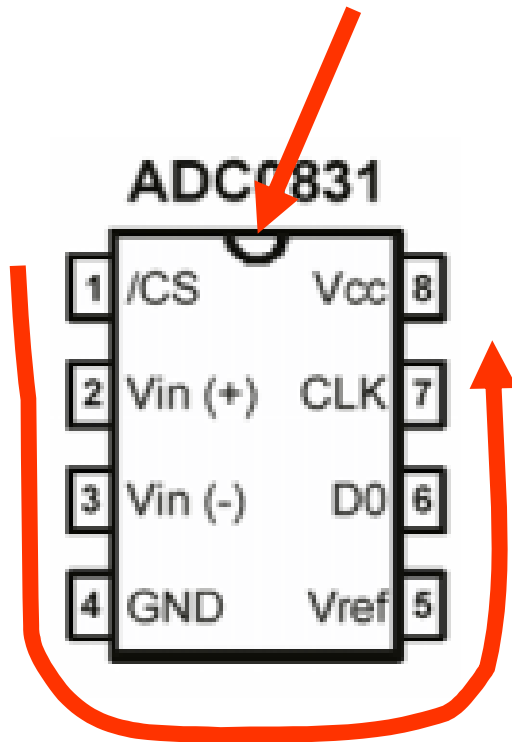 ADC0831
1 /CS Vcc 8
2 Vin (+) CLK 7
3 Vin (-) D0 6
4 GND Vref 5